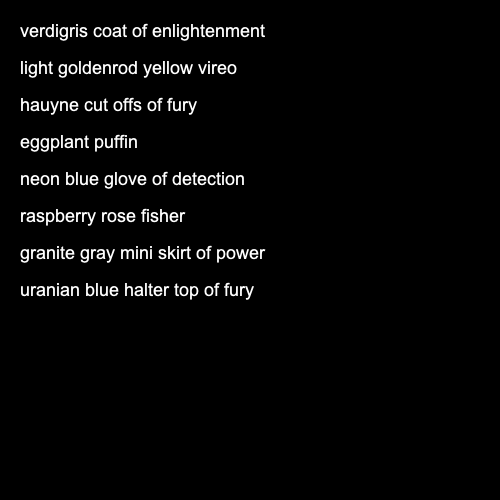 verdigris coat of enlightenment
light goldenrod yellow vireo
hauyne cut offs of fury
eggplant puffin
neon blue glove of detection
raspberry rose fisher
granite gray mini skirt of power
uranian blue halter top of fury